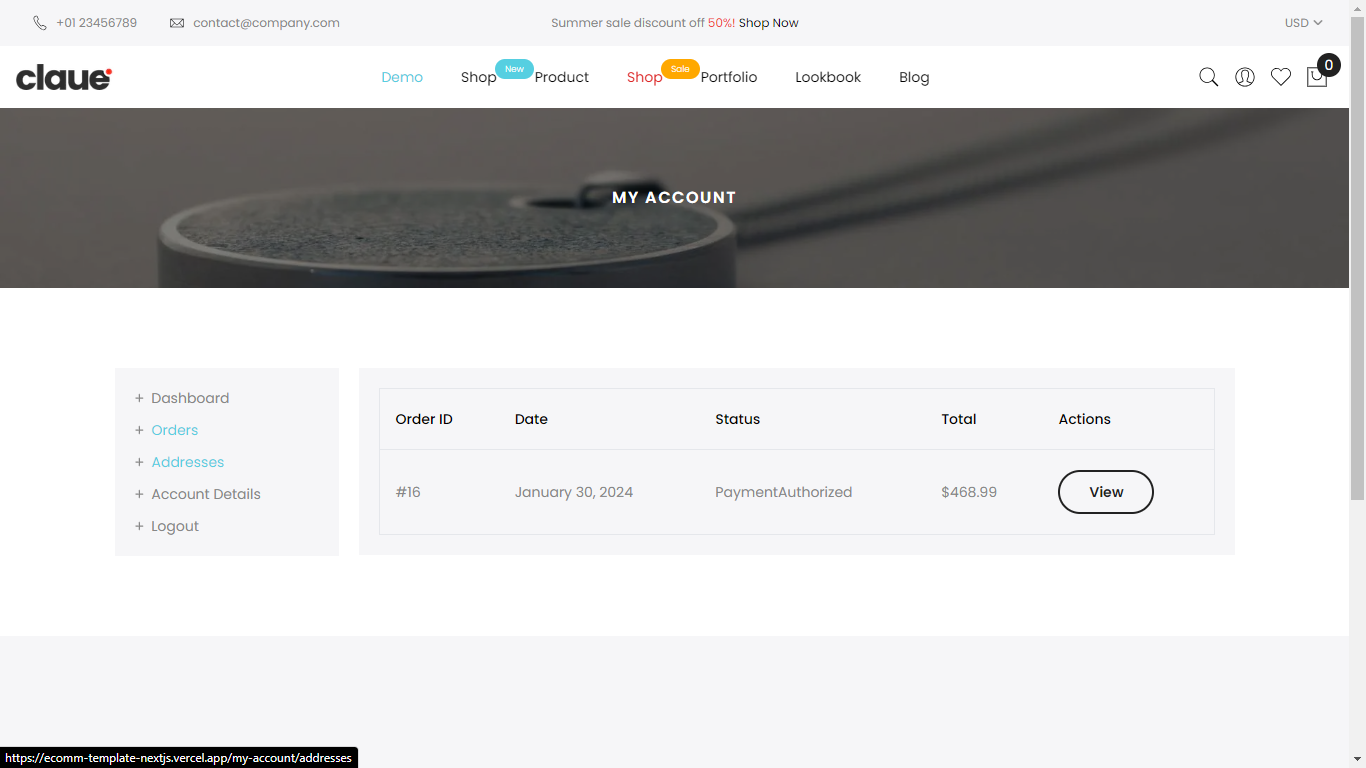 +01 23456789 contact@company.com Summer sale discount off 50%! Shop Now USD
claue Demo Shop New Product Shop Sale Portfolio Lookbook Blog 0
MY ACCOUNT
+ Dashboard
+ Orders
+ Addresses
+ Account Details
+ Logout
Order ID Date Status Total Actions
#16 January 30, 2024 PaymentAuthorized $468.99 View
https://ecomm-template-nextjs.vercel.app/my-account/addresses